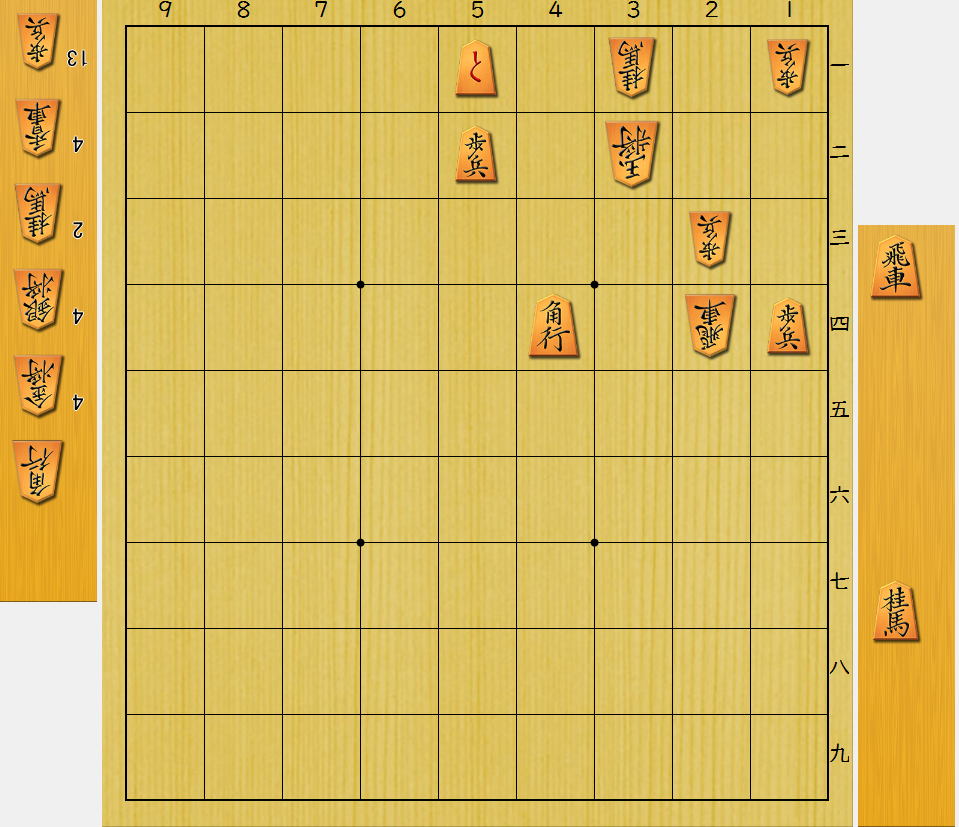 9 8 7 6 5 4 3 2 1
一
二
三
四
五
六
七
八
九
と 桂馬 歩兵
歩兵 玉将
歩兵
角行 飛車 歩兵
歩兵 13
香車 4
桂馬 2
銀将 4
金将 4
角行
飛車
桂馬